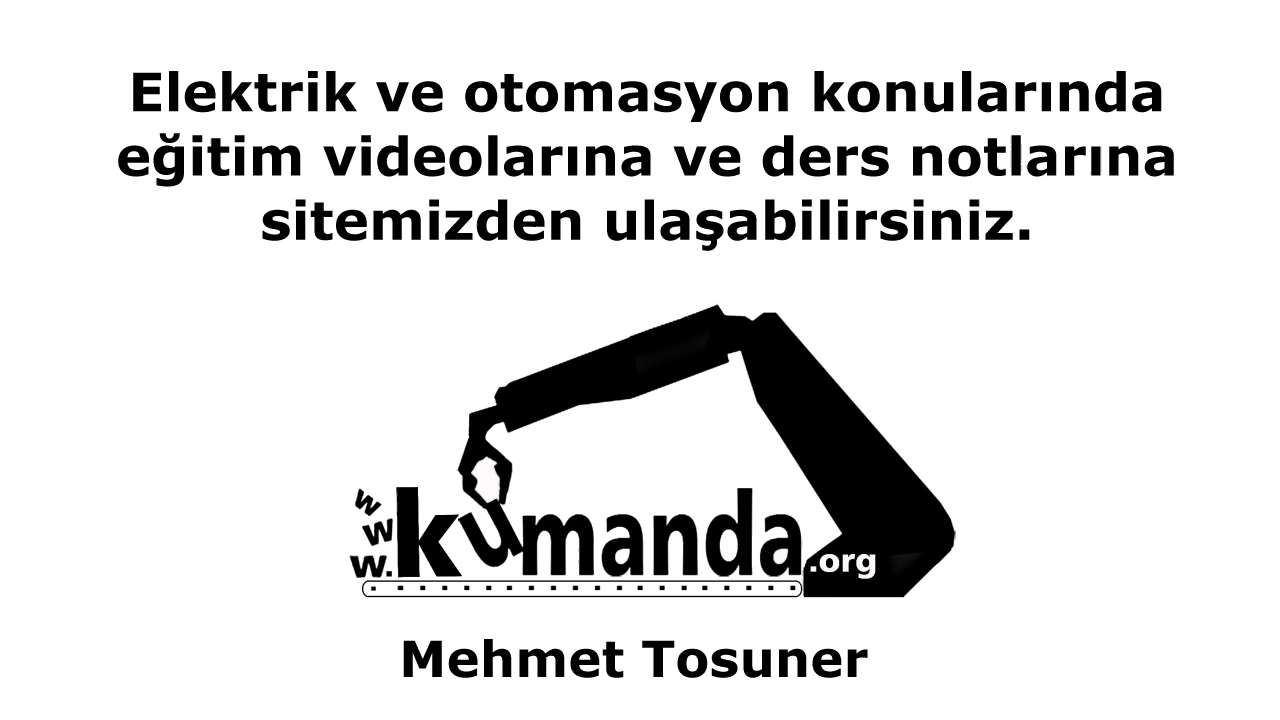 Elektrik ve otomasyon konularında
eğitim videolarına ve ders notlarına
sitemizden ulaşabilirsiniz.
www.kumanda.org
Mehmet Tosuner